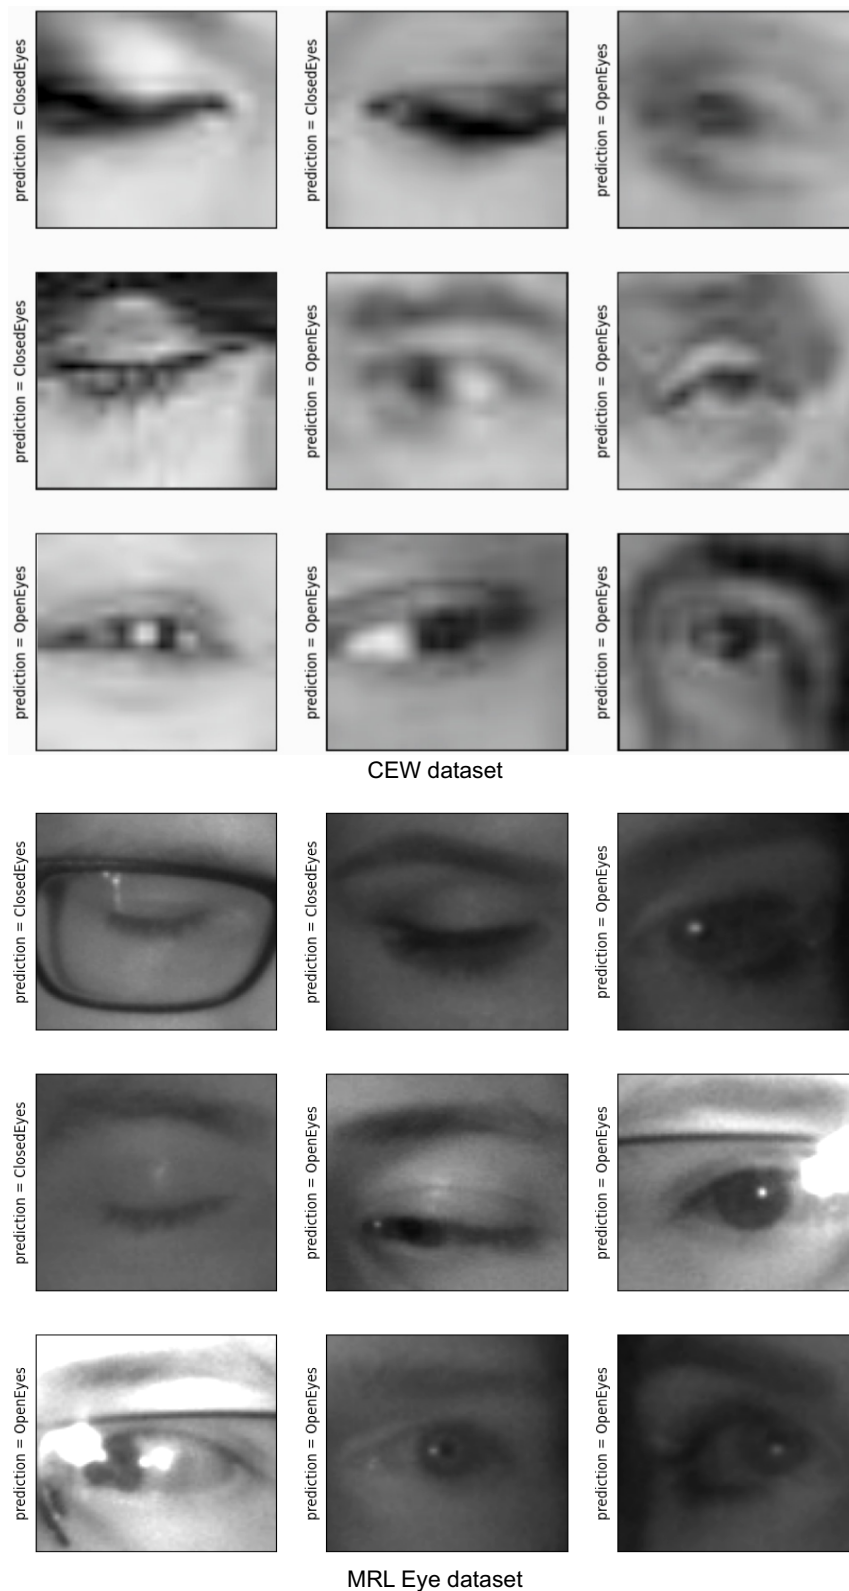 prediction = ClosedEyes
prediction = ClosedEyes
prediction = OpenEyes
prediction = ClosedEyes
prediction = OpenEyes
prediction = OpenEyes
prediction = OpenEyes
prediction = OpenEyes
prediction = OpenEyes
CEW dataset
prediction = ClosedEyes
prediction = ClosedEyes
prediction = OpenEyes
prediction = ClosedEyes
prediction = OpenEyes
prediction = OpenEyes
prediction = OpenEyes
prediction = OpenEyes
prediction = OpenEyes
MRL Eye dataset